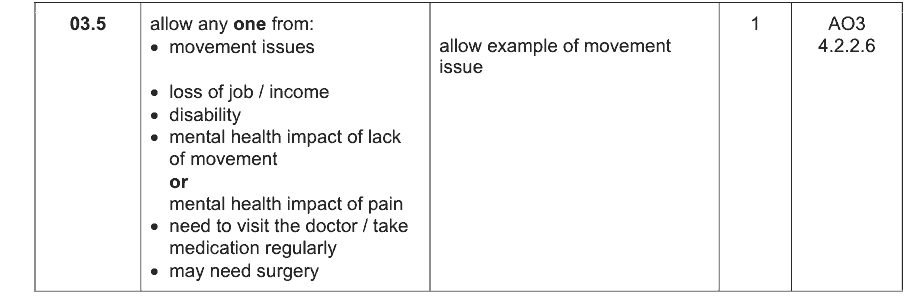 03.5 allow any one from: 1 AO3
• movement issues allow example of movement 4.2.2.6
issue
• loss of job / income
• disability
• mental health impact of lack
of movement
or
mental health impact of pain
• need to visit the doctor / take
medication regularly
• may need surgery